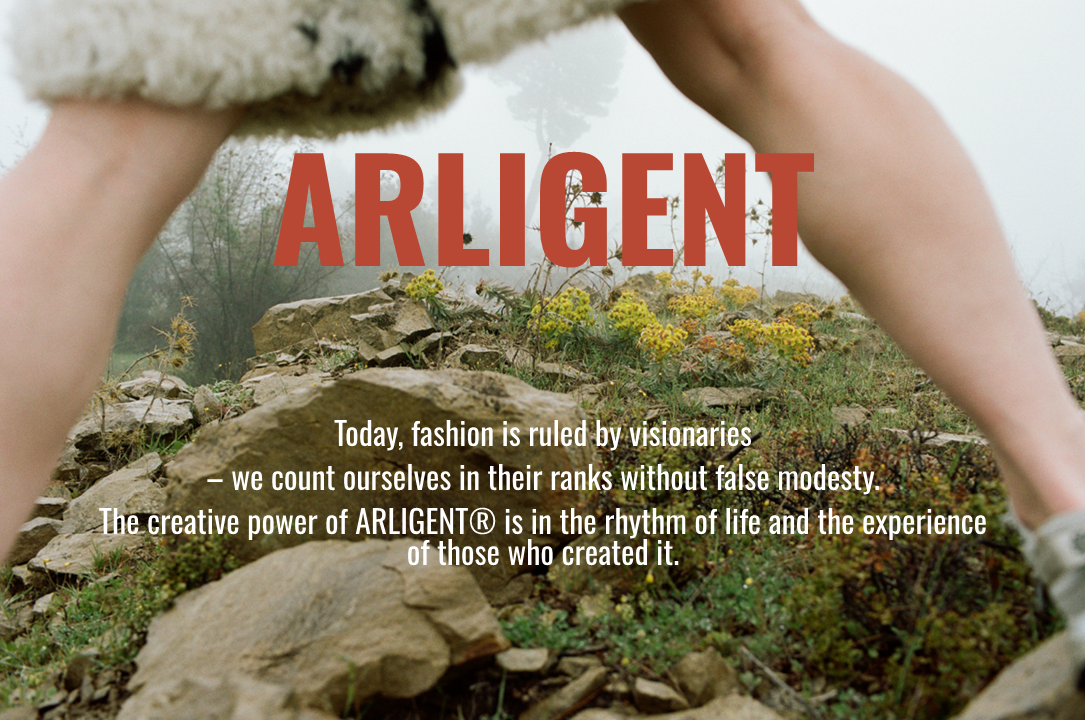 ARLIGENT
Today, fashion is ruled by visionaries
– we count ourselves in their ranks without false modesty.
The creative power of ARLIGENT® is in the rhythm of life and the experience
of those who created it.